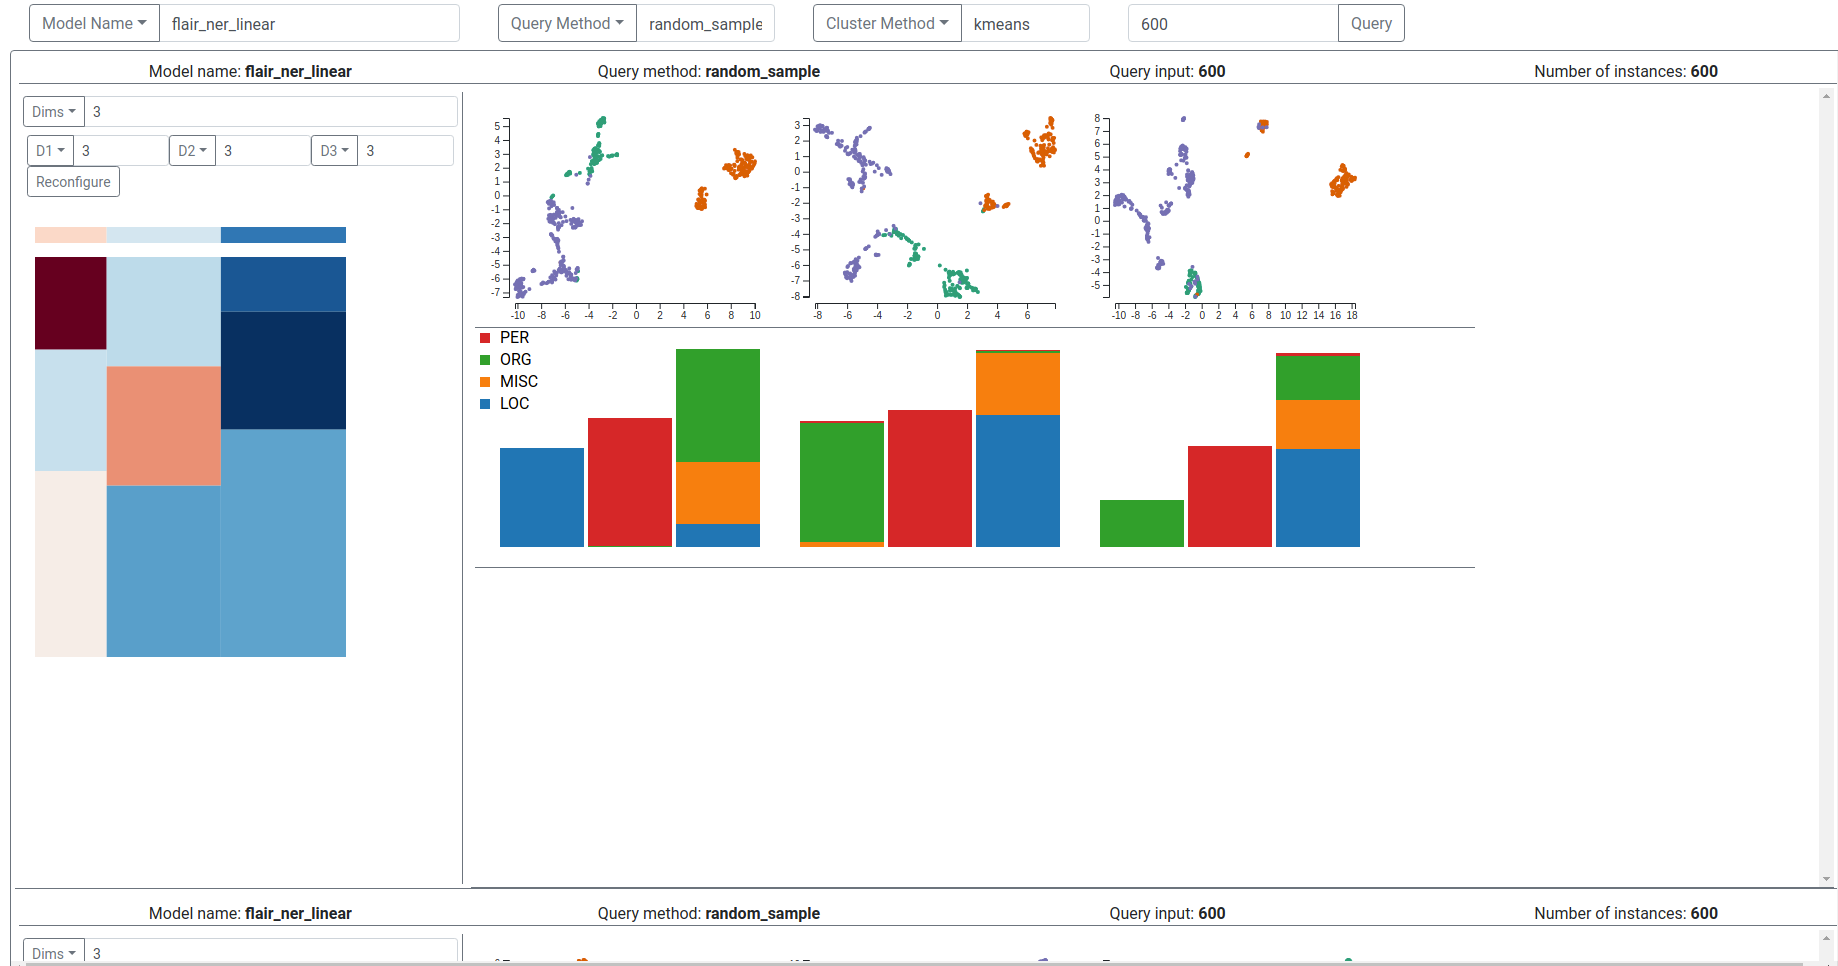 Model Name flair_ner_linear Query Method random_sample Cluster Method kmeans 600 Query
Model name: flair_ner_linear Query method: random_sample Query input: 600 Number of instances: 600
Dims 3
D1 3 D2 3 D3 3
Reconfigure
5
4
3
2
1
0
-1
-2
-3
-4
-5
-6
-7
-10 -8 -6 -4 -2 0 2 4 6 8 10
3
2
1
0
-1
-2
-3
-4
-5
-6
-7
-8
-8 -6 -4 -2 0 2 4 6
8
7
6
5
4
3
2
1
0
-1
-2
-3
-4
-5
-10 -8 -6 -4 -2 0 2 4 6 8 10 12 14 16 18
PER
ORG
MISC
LOC
Model name: flair_ner_linear Query method: random_sample Query input: 600 Number of instances: 600
Dims 3